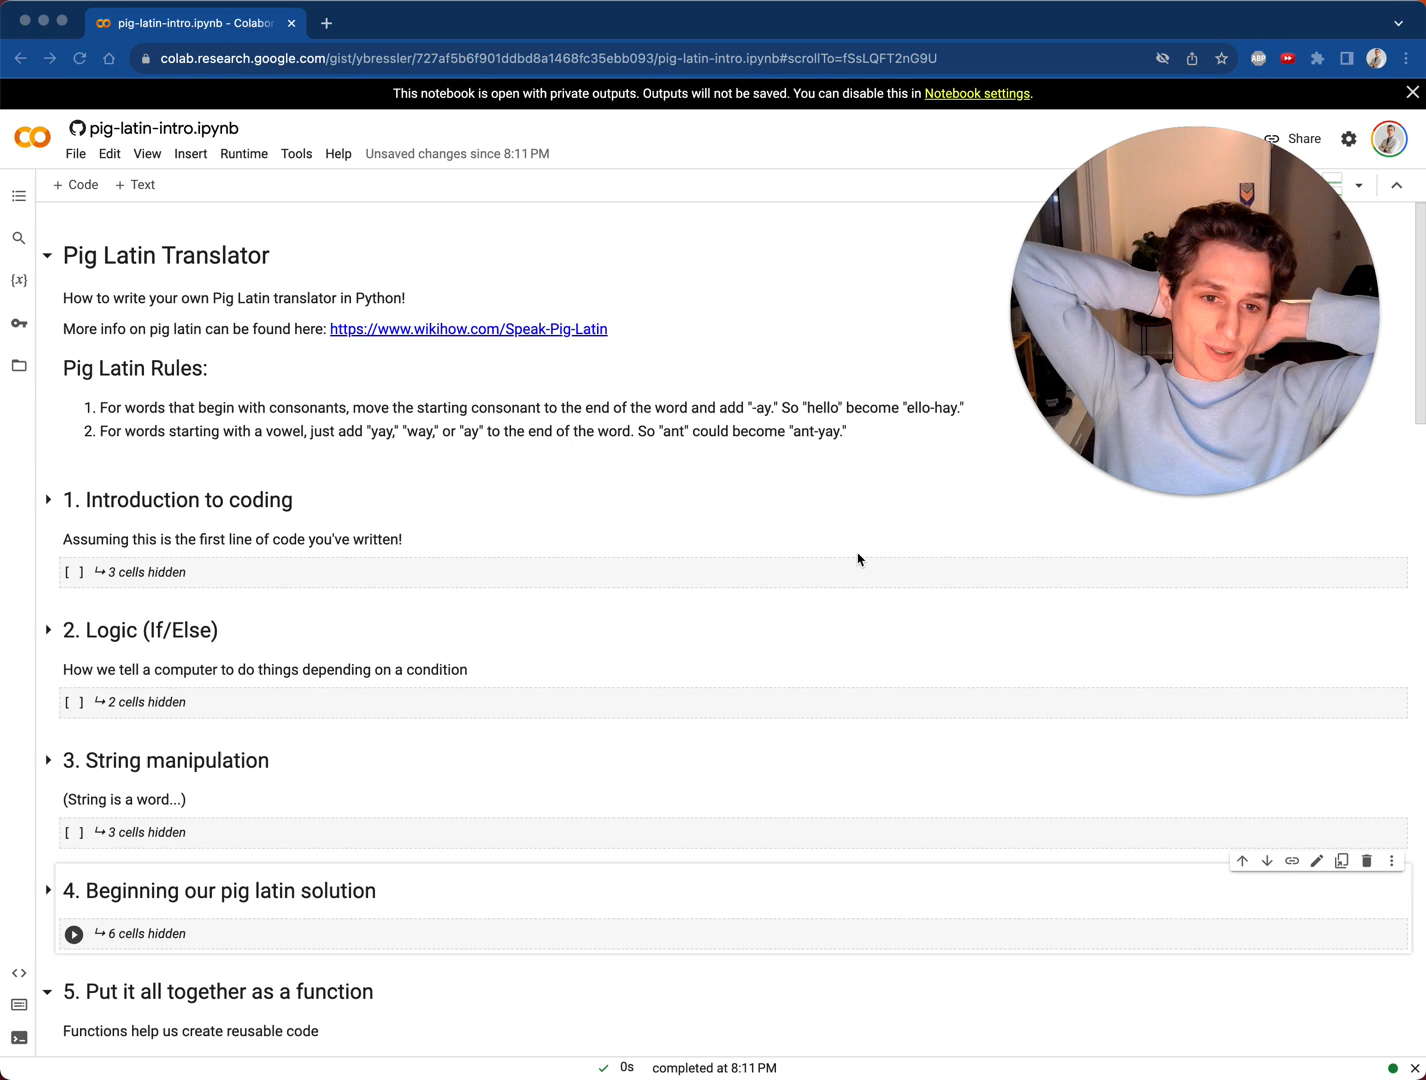 pig-latin-intro.ipynb - Colabor
colab.research.google.com/gist/ybressler/727af5b6f901ddbd8a1468fc35ebb093/pig-latin-intro.ipynb#scrollTo=fSsLQFT2nG9U
ABP
This notebook is open with private outputs. Outputs will not be saved. You can disable this in Notebook settings.
pig-latin-intro.ipynb
Share
File Edit View Insert Runtime Tools Help Unsaved changes since 8:11 PM
+ Code + Text
Pig Latin Translator
How to write your own Pig Latin translator in Python!
More info on pig latin can be found here: https://www.wikihow.com/Speak-Pig-Latin
Pig Latin Rules:
1. For words that begin with consonants, move the starting consonant to the end of the word and add "-ay." So "hello" become "ello-hay."
2. For words starting with a vowel, just add "yay," "way," or "ay" to the end of the word. So "ant" could become "ant-yay."
{x}
1. Introduction to coding
Assuming this is the first line of code you've written!
[ ] ↳ 3 cells hidden
2. Logic (If/Else)
How we tell a computer to do things depending on a condition
[ ] ↳ 2 cells hidden
3. String manipulation
(String is a word...)
[ ] ↳ 3 cells hidden
4. Beginning our pig latin solution
↳ 6 cells hidden
5. Put it all together as a function
Functions help us create reusable code
✓ 0s completed at 8:11 PM